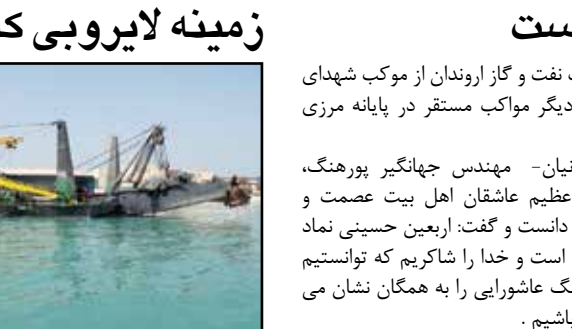 ست
زمینه لایروبی ک
نفت و گاز اروندان از موکب شهدای
دیگر مواکب مستقر در پایانه مرزی
نیان- مهندس جهانگیر پورهنگ،
عظیم عاشقان اهل بیت عصمت و
دانست و گفت: اربعین حسینی نماد
است و خدا را شاکریم که توانستیم
گ عاشورایی را به همگان نشان می
اشیم .